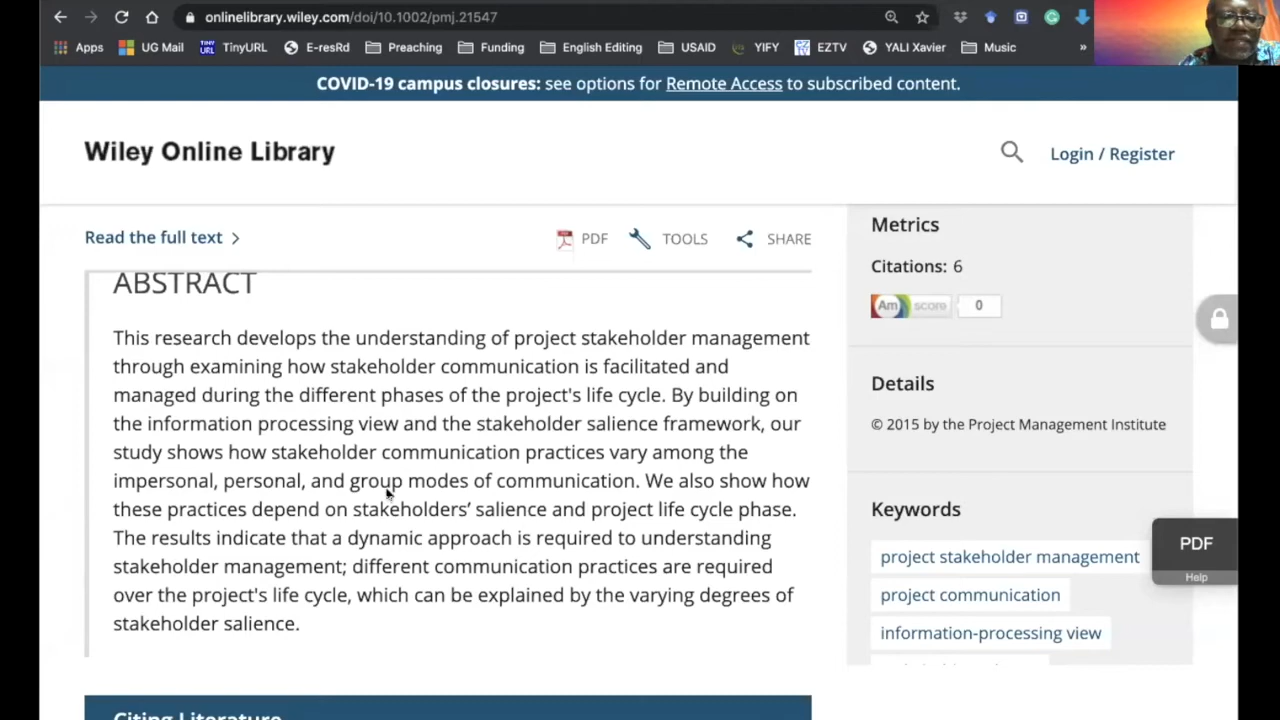 onlinelibrary.wiley.com/doi/10.1002/pmj.21547
Apps UG Mail TINY URL TinyURL E-resRd Preaching Funding English Editing USAID YIFY EZTV YALI Xavier Music »
COVID-19 campus closures: see options for Remote Access to subscribed content.
Wiley Online Library
Login / Register
Read the full text
PDF TOOLS SHARE
ABSTRACT
This research develops the understanding of project stakeholder management
through examining how stakeholder communication is facilitated and
managed during the different phases of the project's life cycle. By building on
the information processing view and the stakeholder salience framework, our
study shows how stakeholder communication practices vary among the
impersonal, personal, and group modes of communication. We also show how
these practices depend on stakeholders’ salience and project life cycle phase.
The results indicate that a dynamic approach is required to understanding
stakeholder management; different communication practices are required
over the project's life cycle, which can be explained by the varying degrees of
stakeholder salience.
Metrics
Citations: 6
Am score 0
Details
© 2015 by the Project Management Institute
Keywords
project stakeholder management
project communication
information-processing view
PDF
Help
Citing Literature